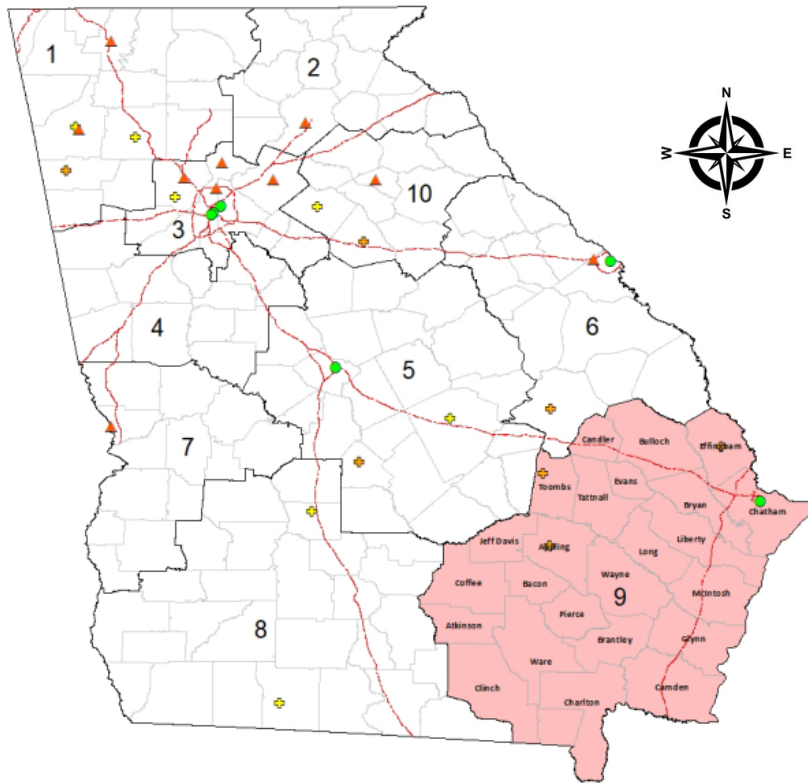 1
2
N
W
E
S
10
3
4
6
5
7
Candler
Bulloch
Effingham
Toombs
Evans
Tattnall
Bryan
Chatham
Jeff Davis
Appling
Liberty
Long
Coffee
Bacon
Wayne
McIntosh
9
Pierce
Atkinson
8
Brantley
Glynn
Ware
Clinch
Camden
Charlton